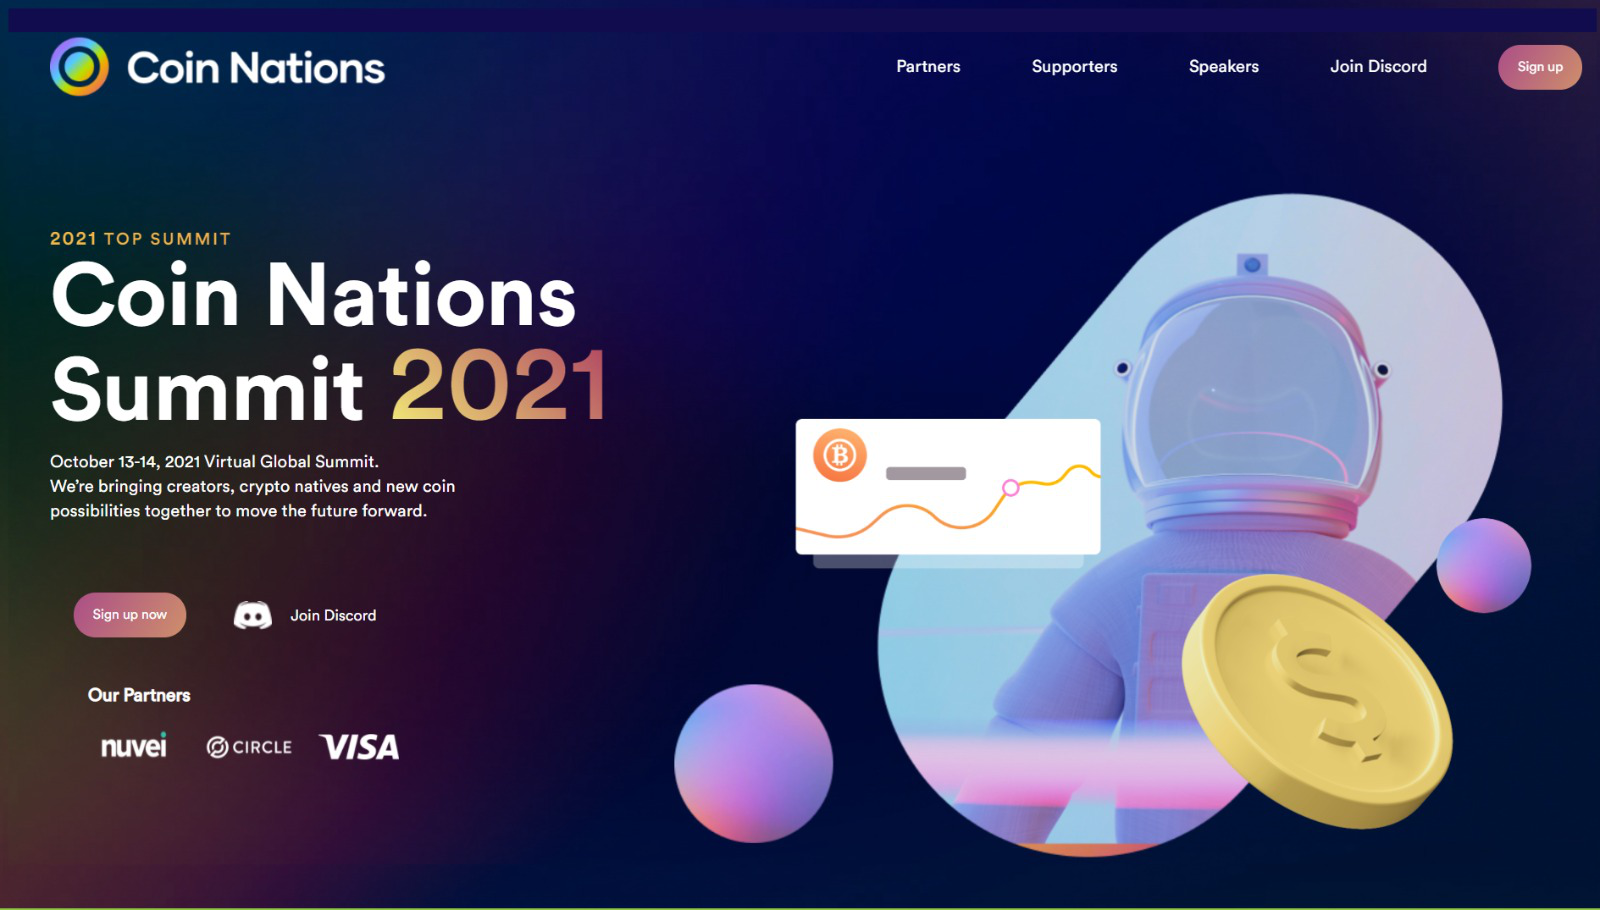 Coin Nations
Partners
Supporters
Speakers
Join Discord
Sign up
2021 TOP SUMMIT
Coin Nations
Summit 2021
October 13-14, 2021 Virtual Global Summit.
We’re bringing creators, crypto natives and new coin
possibilities together to move the future forward.
Sign up now
Join Discord
Our Partners
nuvei
CIRCLE
VISA